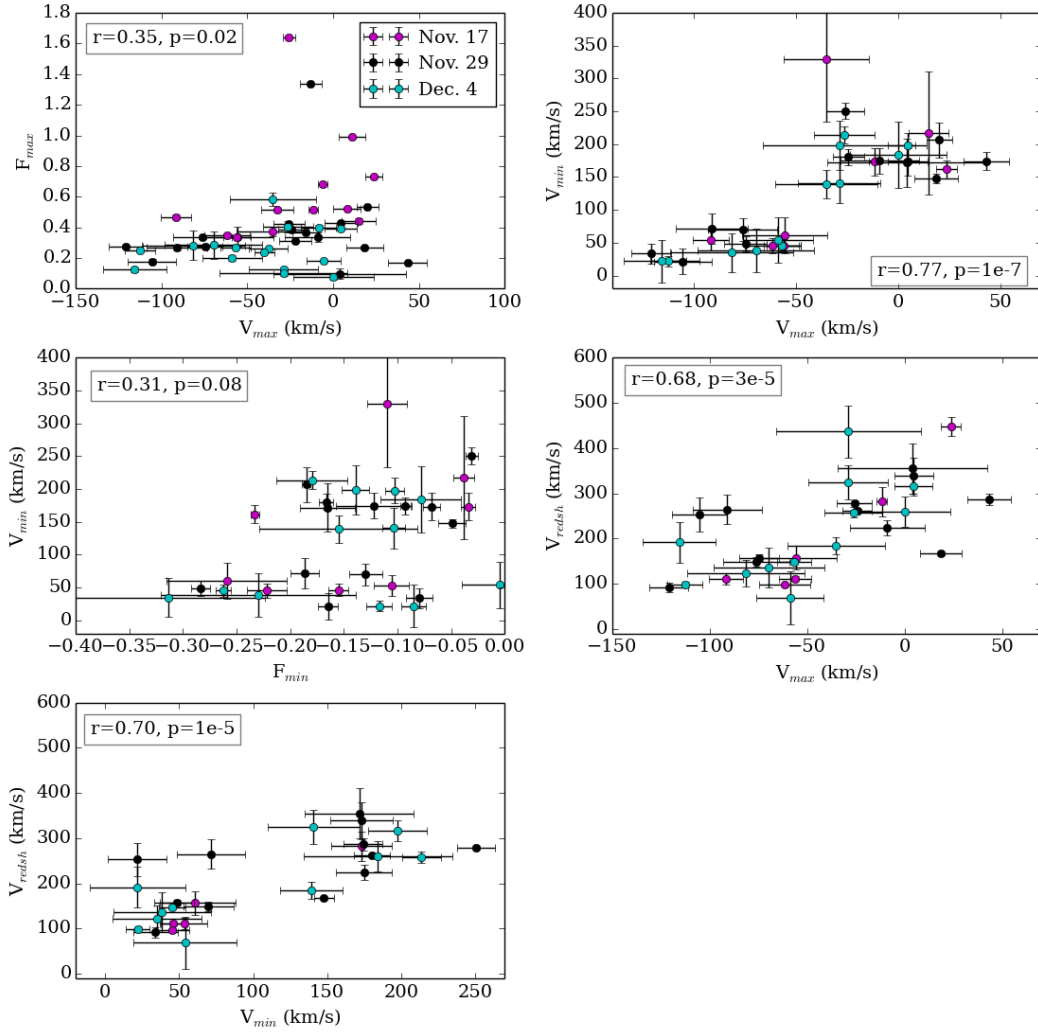 r=0.35, p=0.02
Nov. 17
Nov. 29
Dec. 4
1.8
1.6
1.4
1.2
1.0
0.8
0.6
0.4
0.2
0.0
F_max
−150 −100 −50 0 50 100
V_max (km/s)
400
350
300
250
200
150
100
50
0
V_min (km/s)
r=0.77, p=1e-7
−100 −50 0 50
V_max (km/s)
r=0.31, p=0.08
400
350
300
250
200
150
100
50
0
V_min (km/s)
−0.40 −0.35 −0.30 −0.25 −0.20 −0.15 −0.10 −0.05 0.00
F_min
r=0.68, p=3e-5
600
500
400
300
200
100
0
V_redsh (km/s)
−150 −100 −50 0 50
V_max (km/s)
r=0.70, p=1e-5
600
500
400
300
200
100
0
V_redsh (km/s)
0 50 100 150 200 250
V_min (km/s)